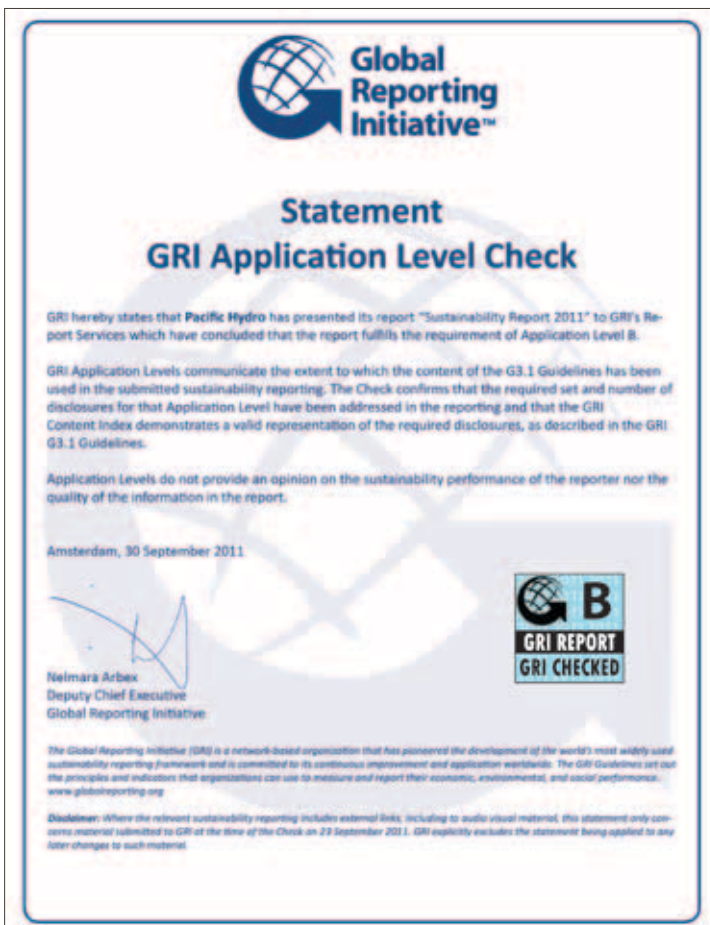 Global
Reporting
Initiative™
Statement
GRI Application Level Check
GRI hereby states that Pacific Hydro has presented its report "Sustainability Report 2011" to GRI's Re-
port Services which have concluded that the report fulfills the requirement of Application Level B.
GRI Application Levels communicate the extent to which the content of the G3.1 Guidelines has been
used in the submitted sustainability reporting. The Check confirms that the required set and number of
disclosures for that Application Level have been addressed in the reporting and that the GRI
Content Index demonstrates a valid representation of the required disclosures, as described in the GRI
G3.1 Guidelines.
Application Levels do not provide an opinion on the sustainability performance of the reporter nor the
quality of the information in the report.
Amsterdam, 30 September 2011
B
GRI REPORT
GRI CHECKED
Nelmara Arbex
Deputy Chief Executive
Global Reporting Initiative
The Global Reporting Initiative (GRI) is a network-based organization that has pioneered the development of the world's most widely used
sustainability reporting framework and is committed to its continuous improvement and application worldwide. The GRI Guidelines set out
the principles and indicators that organizations can use to measure and report their economic, environmental, and social performance.
www.globalreporting.org
Disclaimer: Where the relevant sustainability reporting includes external links, including to audio visual material, this statement only con-
cerns material submitted to GRI at the time of the Check on 23 September 2011. GRI explicitly excludes the statement being applied to any
later changes to such material.